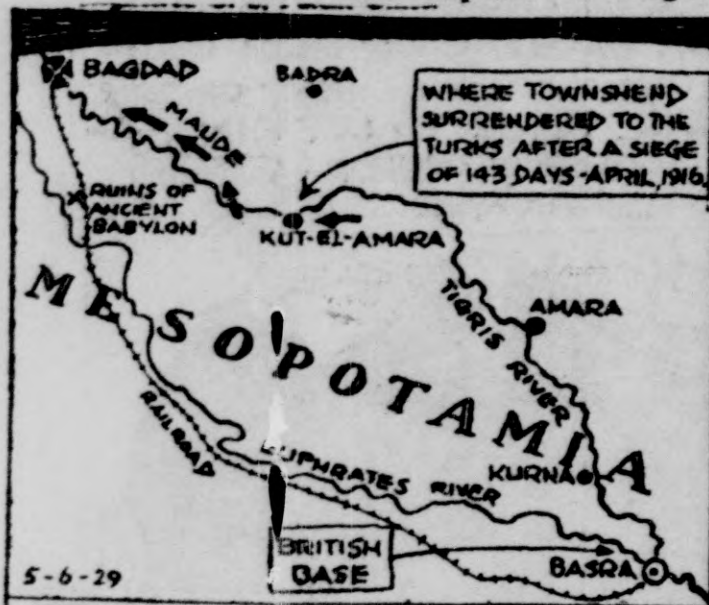 BAGDAD
BADRA
MAUDE
WHERE TOWNSHEND
SURRENDERED TO THE
TURKS AFTER A SIEGE
OF 143 DAYS-APRIL, 1916.
RUINS OF
ANCIENT
BABYLON
KUT-EL-AMARA
MESOPOTAMIA
TIGRIS RIVER
AMARA
RAILROAD
EUPHRATES RIVER
KURNA
BRITISH
BASE
BASRA
5-6-29